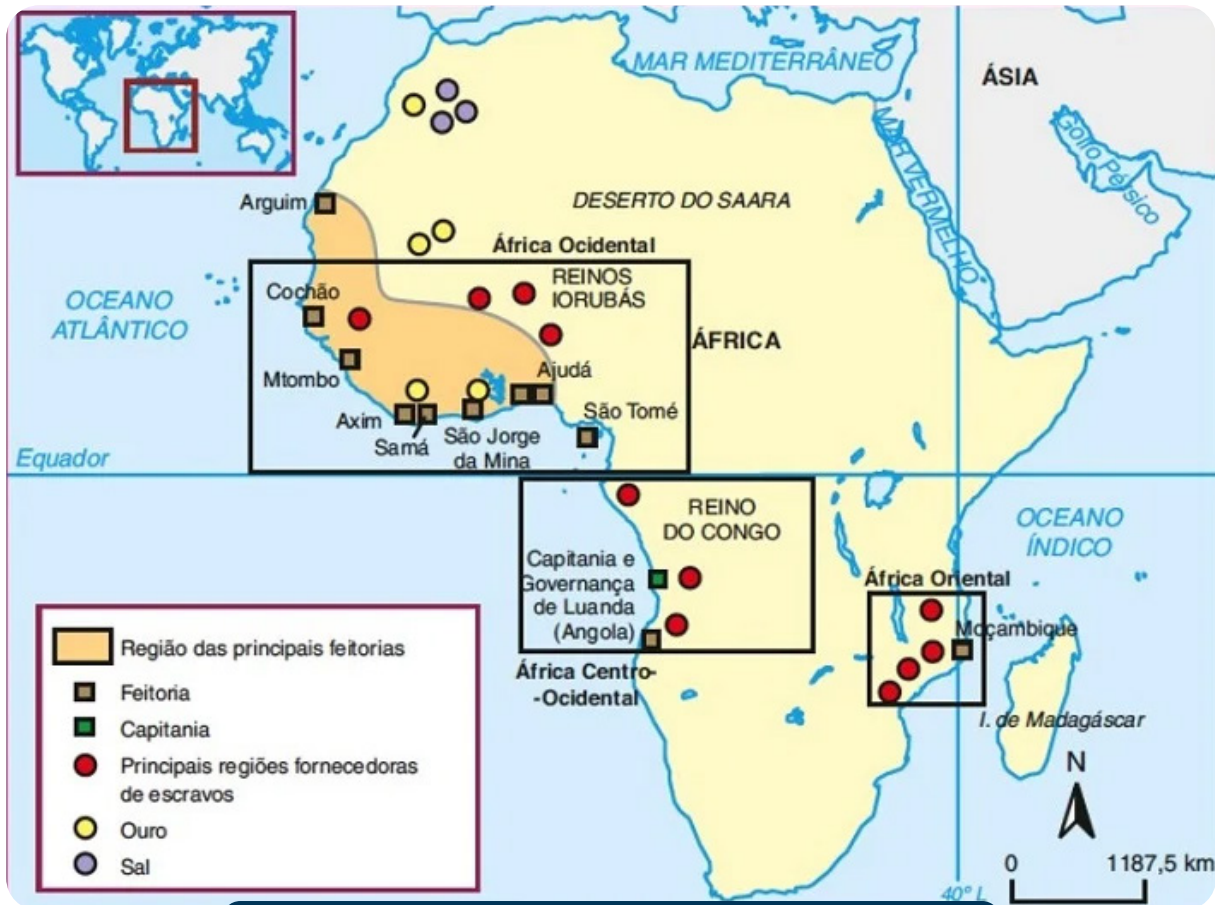 MAR MEDITERRÂNEO
ÁSIA
Golfo Pérsico
MAR VERMELHO
DESERTO DO SAARA
Arguim
África Ocidental
OCEANO
ATLÂNTICO
Cochão
REINOS
IORUBÁS
ÁFRICA
Mtombo
Ajudá
Axim
Samá
São Jorge
da Mina
São Tomé
Equador
REINO
DO CONGO
OCEANO
ÍNDICO
Capitania e
Governança
de Luanda
(Angola)
África Oriental
Moçambique
África Centro-
-Ocidental
I. de Madagáscar
Região das principais feitorias
Feitoria
Capitania
Principais regiões fornecedoras
de escravos
Ouro
Sal
N
0 1187,5 km
40° L